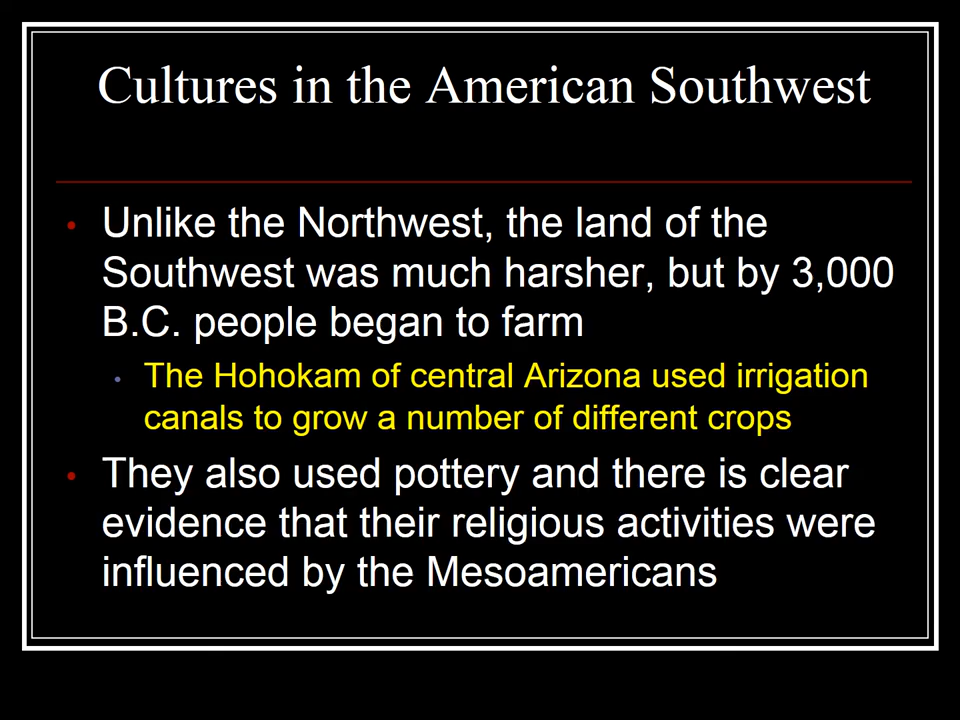 Cultures in the American Southwest
• Unlike the Northwest, the land of the
Southwest was much harsher, but by 3,000
B.C. people began to farm
• The Hohokam of central Arizona used irrigation
canals to grow a number of different crops
• They also used pottery and there is clear
evidence that their religious activities were
influenced by the Mesoamericans